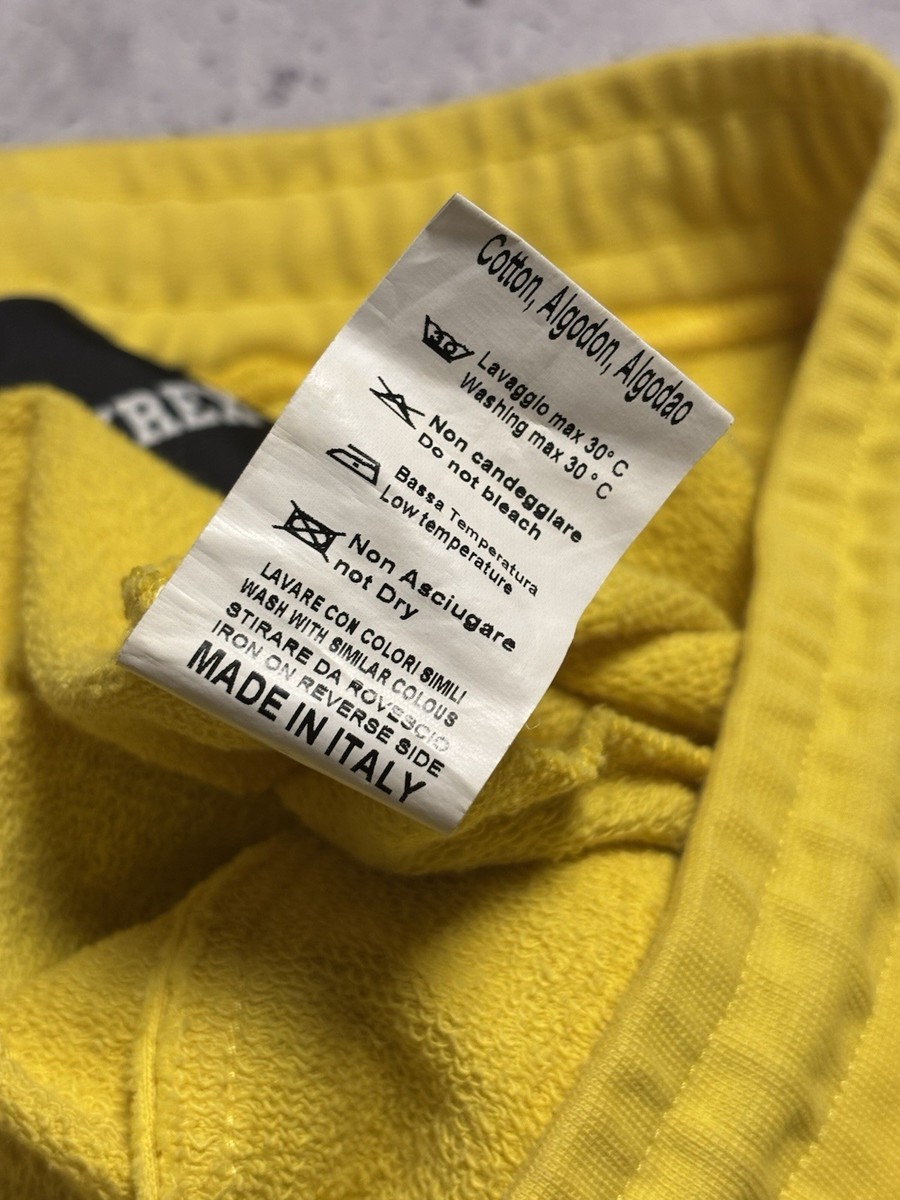 Cotton, Algodon, Algodao
30
Lavaggio max 30° C
Washing max 30 ° C
Non candeggiare
Do not bleach
Bassa Temperatura
Low temperature
Non Asciugare
not Dry
LAVARE CON COLORI SIMILI
WASH WITH SIMILAR COLOUS
STIRARE DA ROVESCIO
IRON ON REVERSE SIDE
MADE IN ITALY